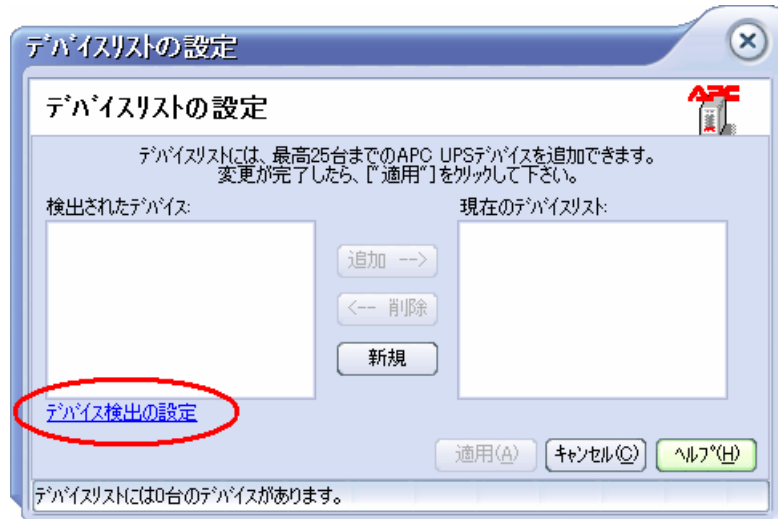 デバイスリストの設定
デバイスリストの設定
APC
デバイスリストには、最高25台までのAPC UPSデバイスを追加できます。
変更が完了したら、["適用"]をクリックして下さい。
検出されたデバイス:
現在のデバイスリスト:
追加 -->
<-- 削除
新規
デバイス検出の設定
適用(A)
キャンセル(C)
ヘルプ(H)
デバイスリストには0台のデバイスがあります。